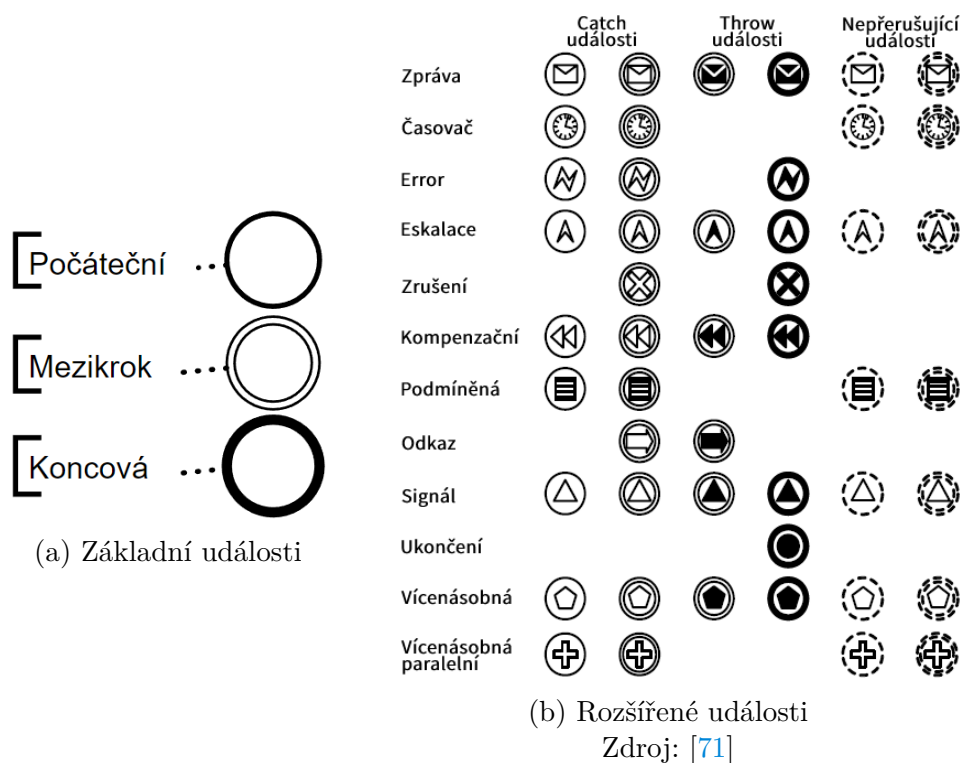 Počáteční
Mezikrok
Koncová
(a) Základní události
Catch
události
Throw
události
Nepřerušující
události
Zpráva
Časovač
Error
Eskalace
Zrušení
Kompenzační
Podmíněná
Odkaz
Signál
Ukončení
Vícenásobná
Vícenásobná
paralelní
(b) Rozšířené události
Zdroj: [71]